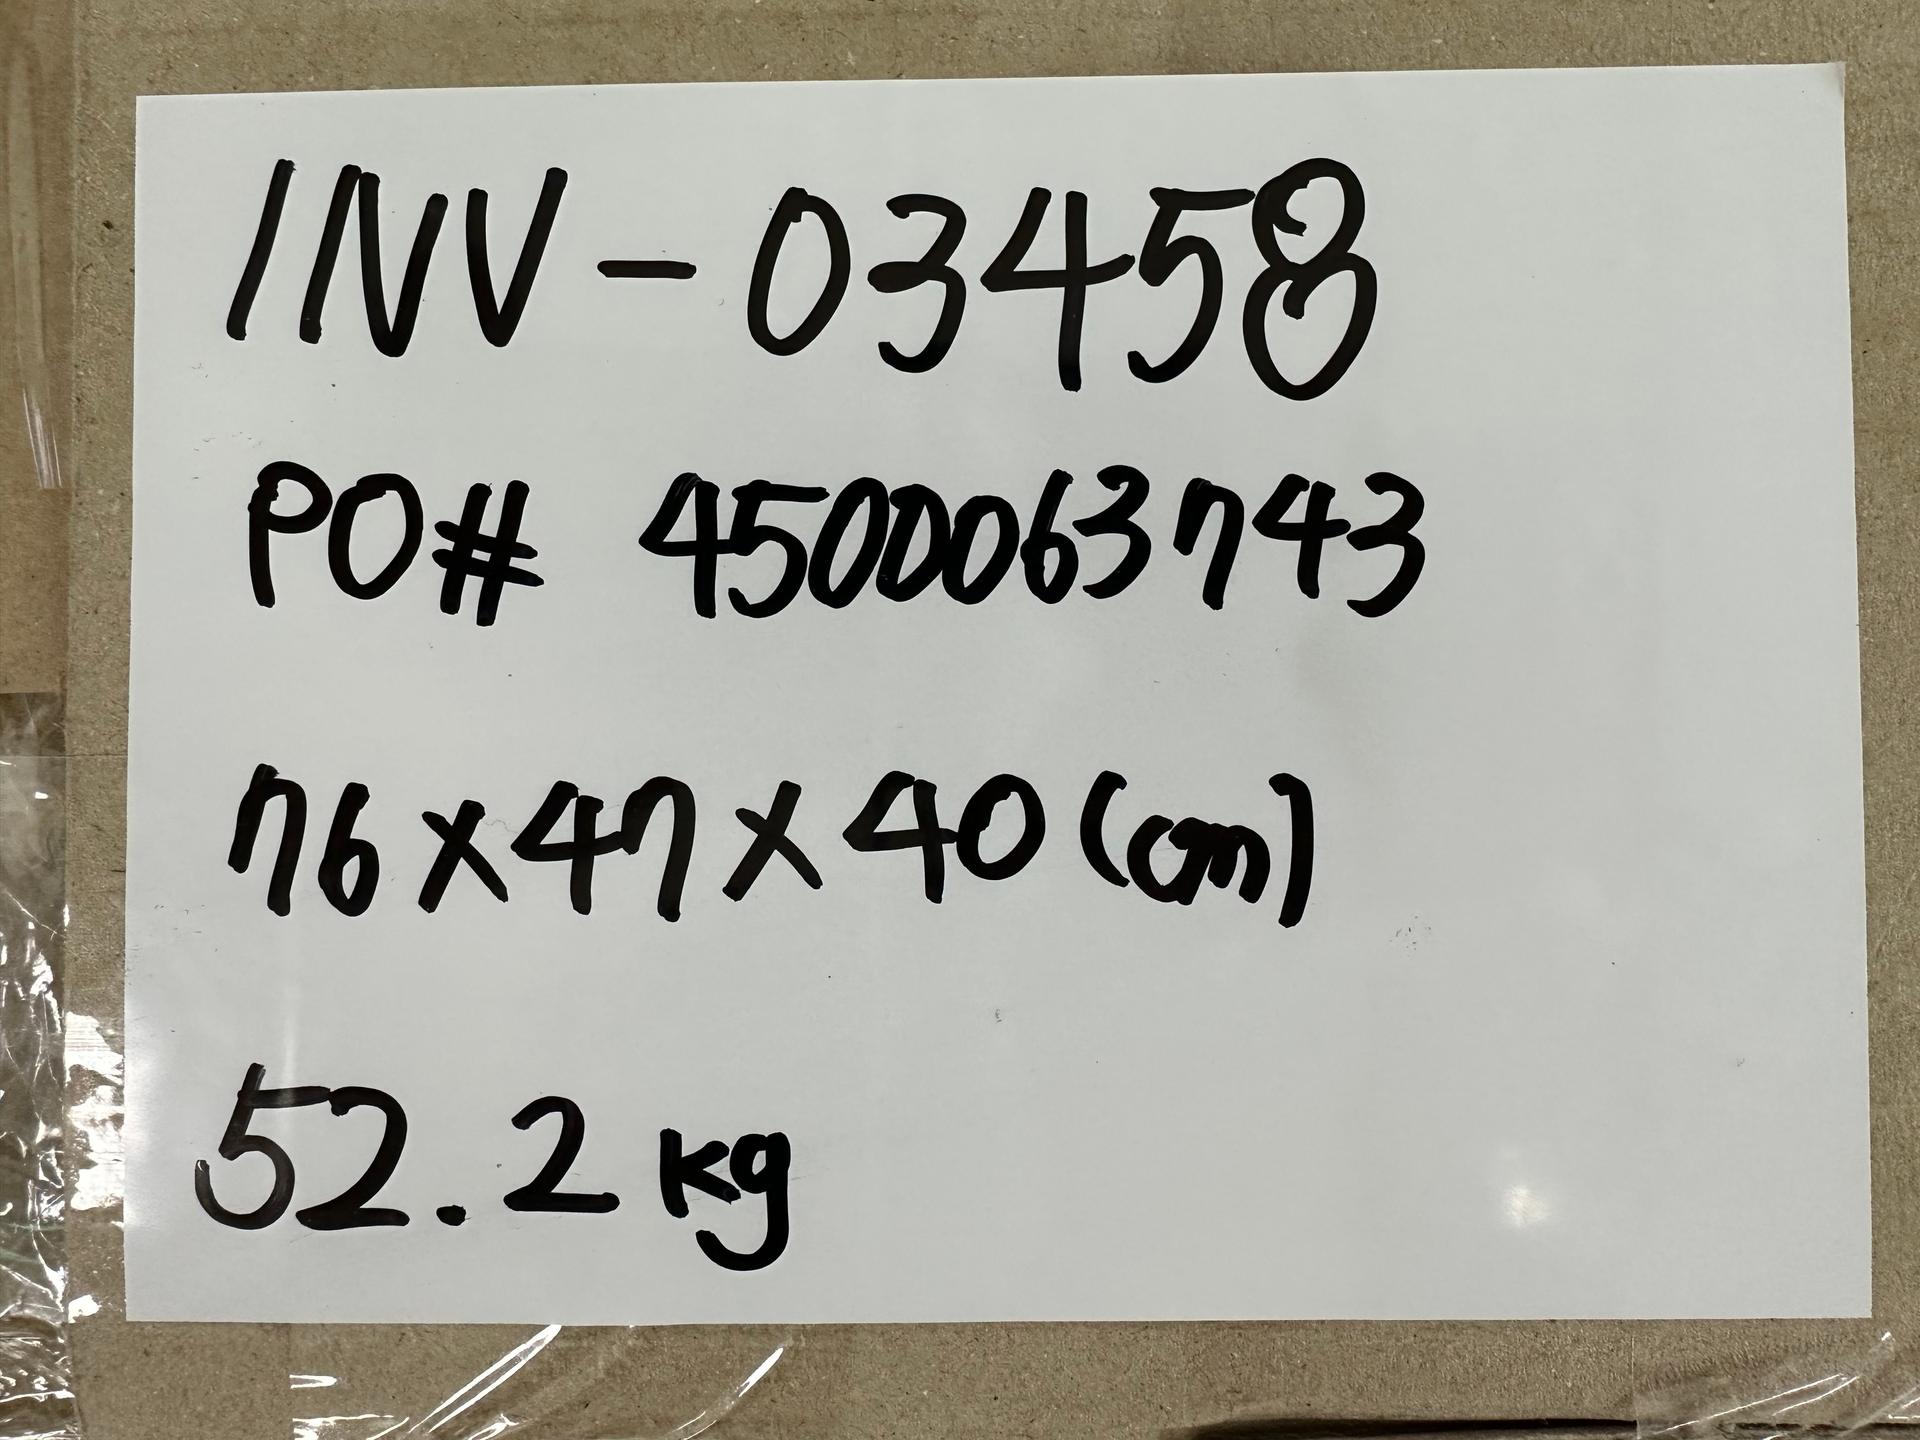 INV-03458
PO# 4500063743
76x47x40(cm)
52.2kg